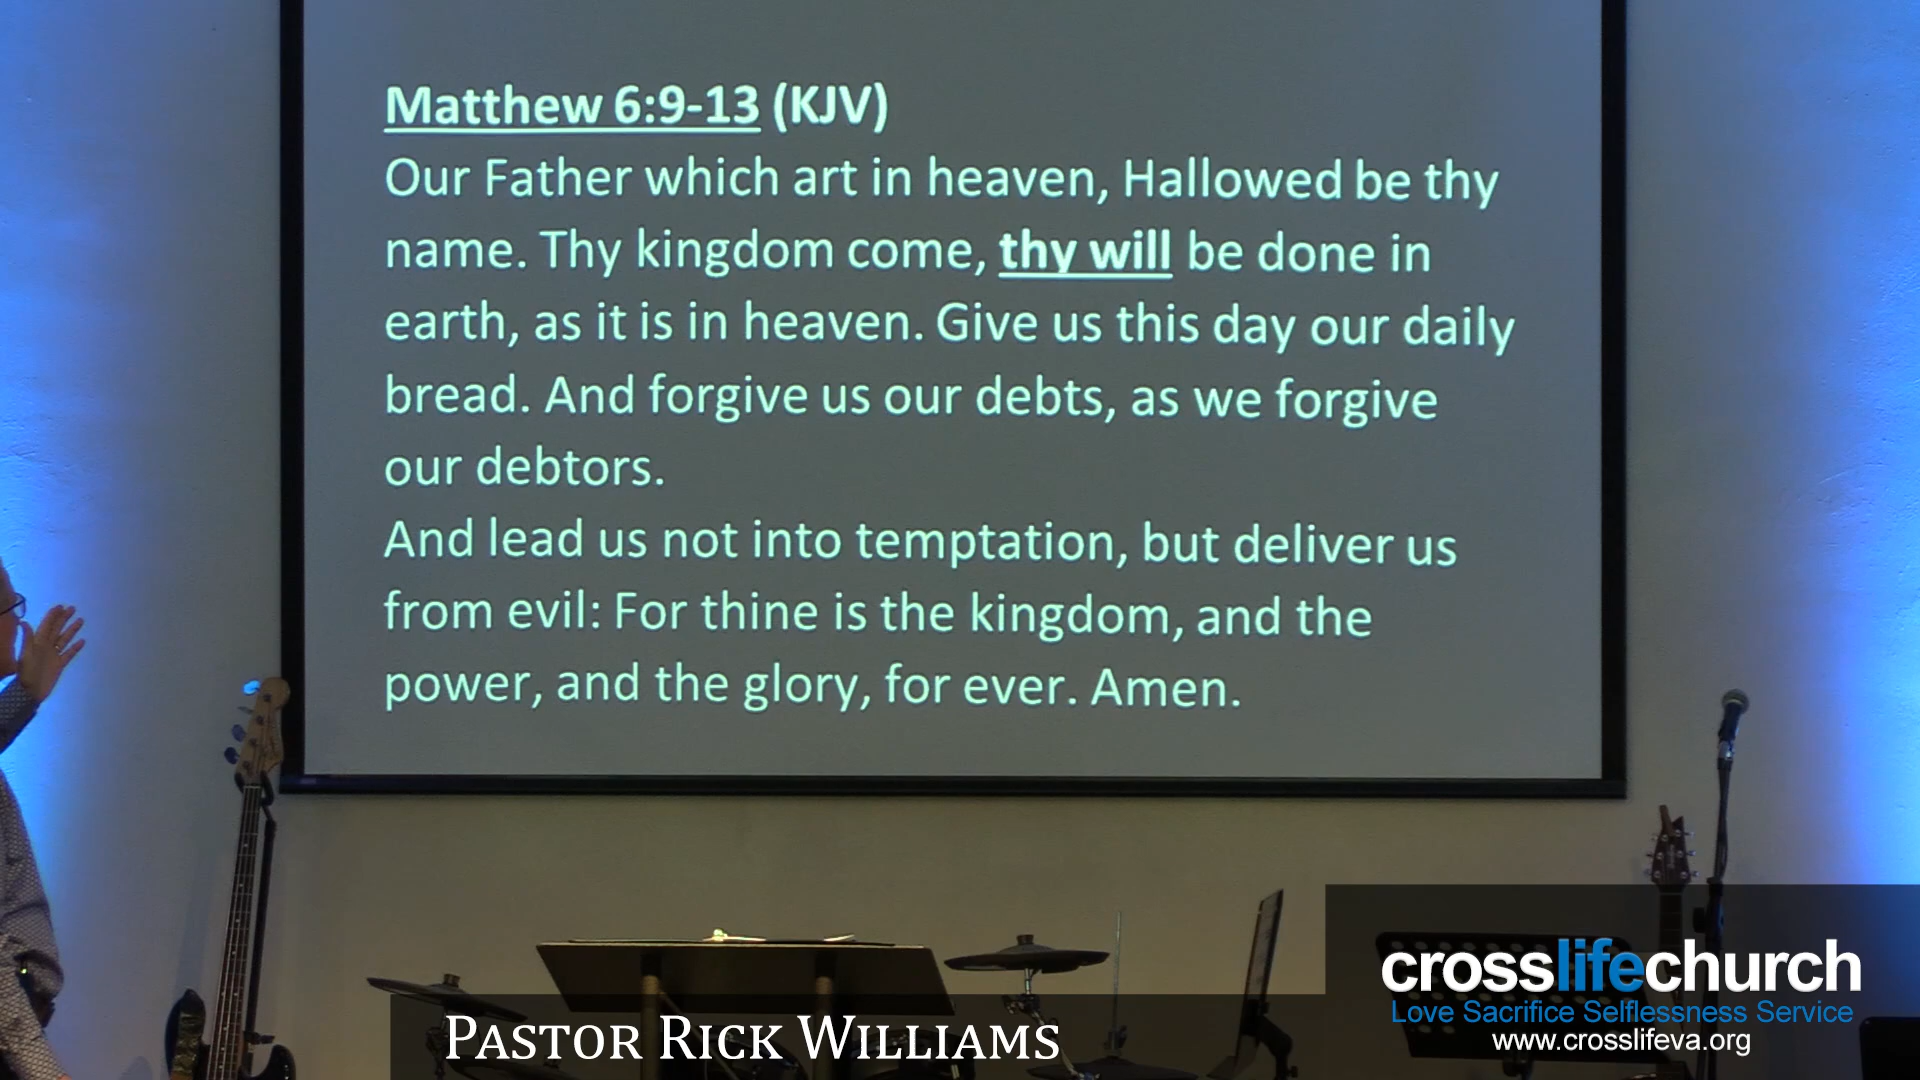 Matthew 6:9-13 (KJV)
Our Father which art in heaven, Hallowed be thy
name. Thy kingdom come, thy will be done in
earth, as it is in heaven. Give us this day our daily
bread. And forgive us our debts, as we forgive
our debtors.
And lead us not into temptation, but deliver us
from evil: For thine is the kingdom, and the
power, and the glory, for ever. Amen.
PASTOR RICK WILLIAMS
crosslifechurch
Love Sacrifice Selflessness Service
www.crosslifeva.org